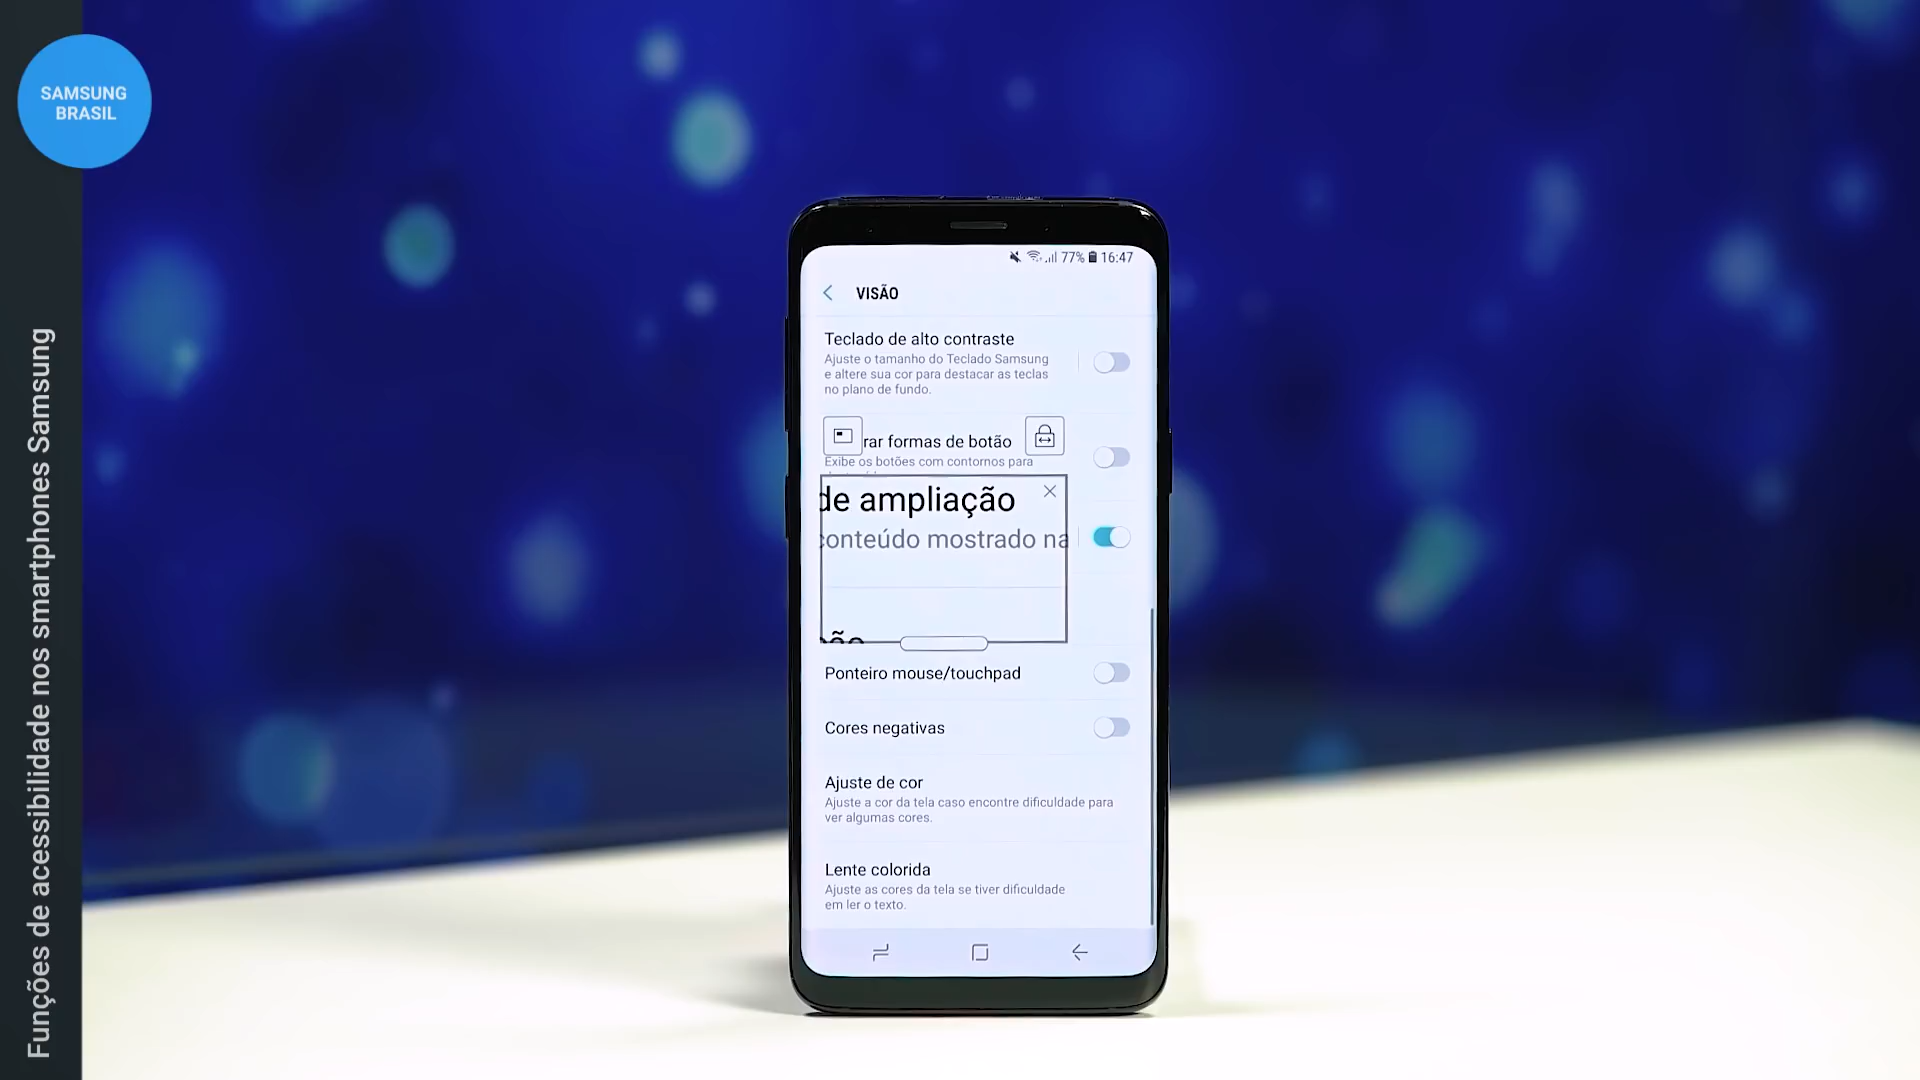 SAMSUNG
BRASIL
Funções de acessibilidade nos smartphones Samsung
77% 16:47
VISÃO
Teclado de alto contraste
Ajuste o tamanho do Teclado Samsung
e altere sua cor para destacar as teclas
no plano de fundo.
rar formas de botão
Exibe os botões com contornos para
de ampliação
conteúdo mostrado na
Ponteiro mouse/touchpad
Cores negativas
Ajuste de cor
Ajuste a cor da tela caso encontre dificuldade para
ver algumas cores.
Lente colorida
Ajuste as cores da tela se tiver dificuldade
em ler o texto.